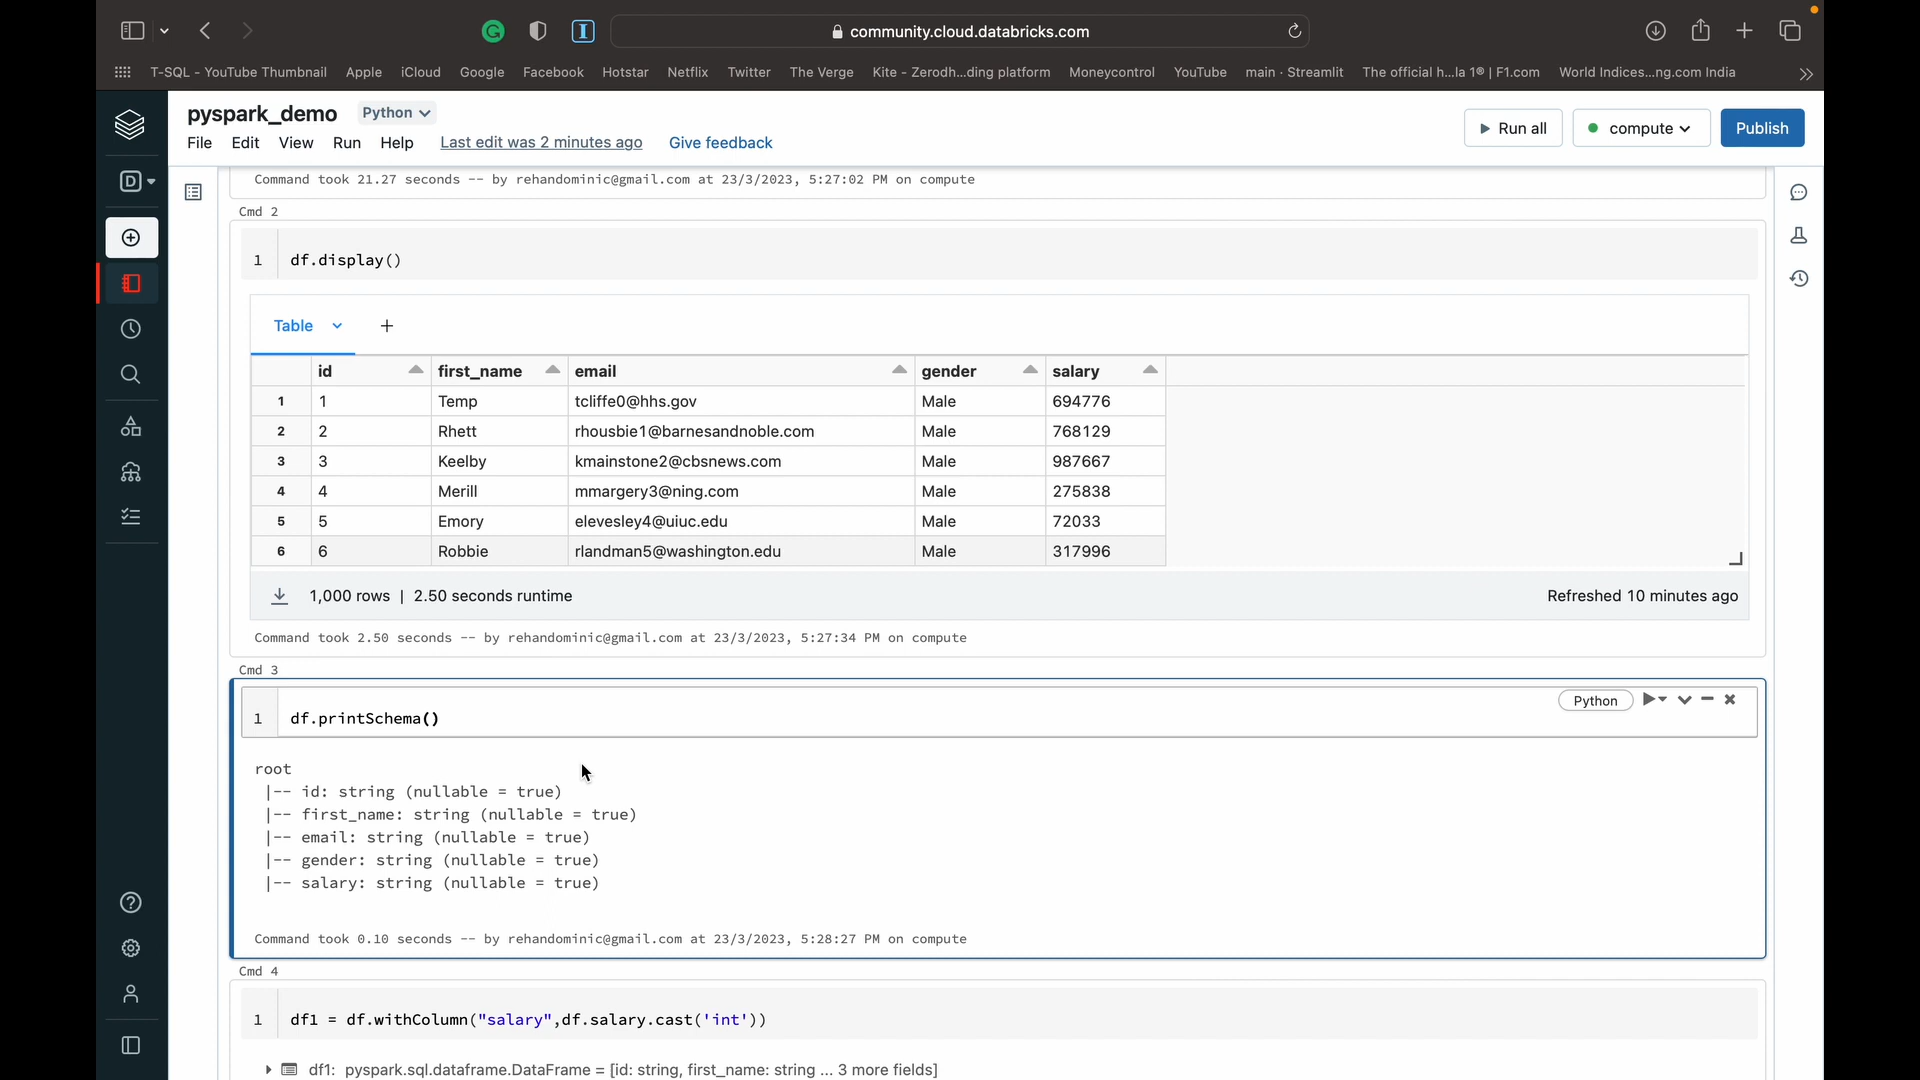 community.cloud.databricks.com
T-SQL - YouTube Thumbnail Apple iCloud Google Facebook Hotstar Netflix Twitter The Verge Kite - Zerodh...ding platform Moneycontrol YouTube main · Streamlit The official h...la 1® | F1.com World Indices...ng.com India
pyspark_demo Python
File Edit View Run Help Last edit was 2 minutes ago Give feedback
Run all compute Publish
D
Command took 21.27 seconds -- by rehandominic@gmail.com at 23/3/2023, 5:27:02 PM on compute
Cmd 2
1 df.display()
Table +
id first_name email gender salary
1 1 Temp tcliffe0@hhs.gov Male 694776
2 2 Rhett rhousbie1@barnesandnoble.com Male 768129
3 3 Keelby kmainstone2@cbsnews.com Male 987667
4 4 Merill mmargery3@ning.com Male 275838
5 5 Emory elevesley4@uiuc.edu Male 72033
6 6 Robbie rlandman5@washington.edu Male 317996
1,000 rows | 2.50 seconds runtime Refreshed 10 minutes ago
Command took 2.50 seconds -- by rehandominic@gmail.com at 23/3/2023, 5:27:34 PM on compute
Cmd 3
Python
1 df.printSchema()
root
|-- id: string (nullable = true)
|-- first_name: string (nullable = true)
|-- email: string (nullable = true)
|-- gender: string (nullable = true)
|-- salary: string (nullable = true)
Command took 0.10 seconds -- by rehandominic@gmail.com at 23/3/2023, 5:28:27 PM on compute
Cmd 4
1 df1 = df.withColumn("salary",df.salary.cast('int'))
df1: pyspark.sql.dataframe.DataFrame = [id: string, first_name: string ... 3 more fields]